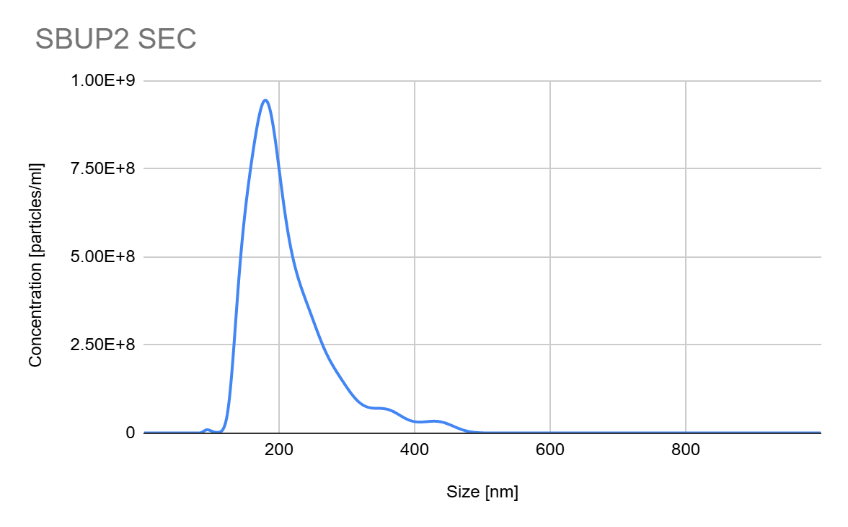 SBUP2 SEC
1.00E+9
7.50E+8
5.00E+8
2.50E+8
0
Concentration [particles/ml]
200 400 600 800
Size [nm]